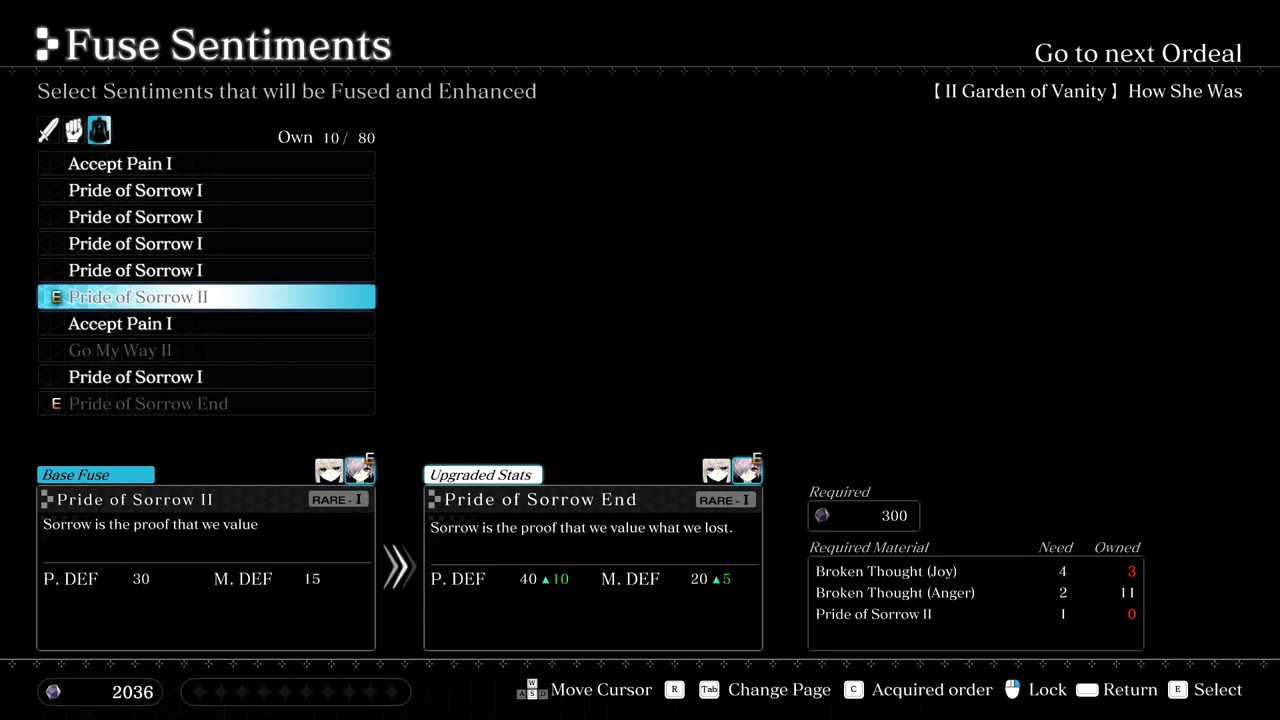 Fuse Sentiments
Go to next Ordeal
Select Sentiments that will be Fused and Enhanced
【 II Garden of Vanity 】 How She Was
Own 10 / 80
Accept Pain I
Pride of Sorrow I
Pride of Sorrow I
Pride of Sorrow I
Pride of Sorrow I
E Pride of Sorrow II
Accept Pain I
Go My Way II
Pride of Sorrow I
E Pride of Sorrow End
Base Fuse
E
Pride of Sorrow II
RARE - I
Sorrow is the proof that we value
P. DEF 30 M. DEF 15
Upgraded Stats
E
Pride of Sorrow End
RARE - I
Sorrow is the proof that we value what we lost.
P. DEF 40 ▲10 M. DEF 20 ▲5
Required
300
Required Material Need Owned
Broken Thought (Joy) 4 3
Broken Thought (Anger) 2 11
Pride of Sorrow II 1 0
2036
W A S D Move Cursor R Tab Change Page C Acquired order Lock Return E Select